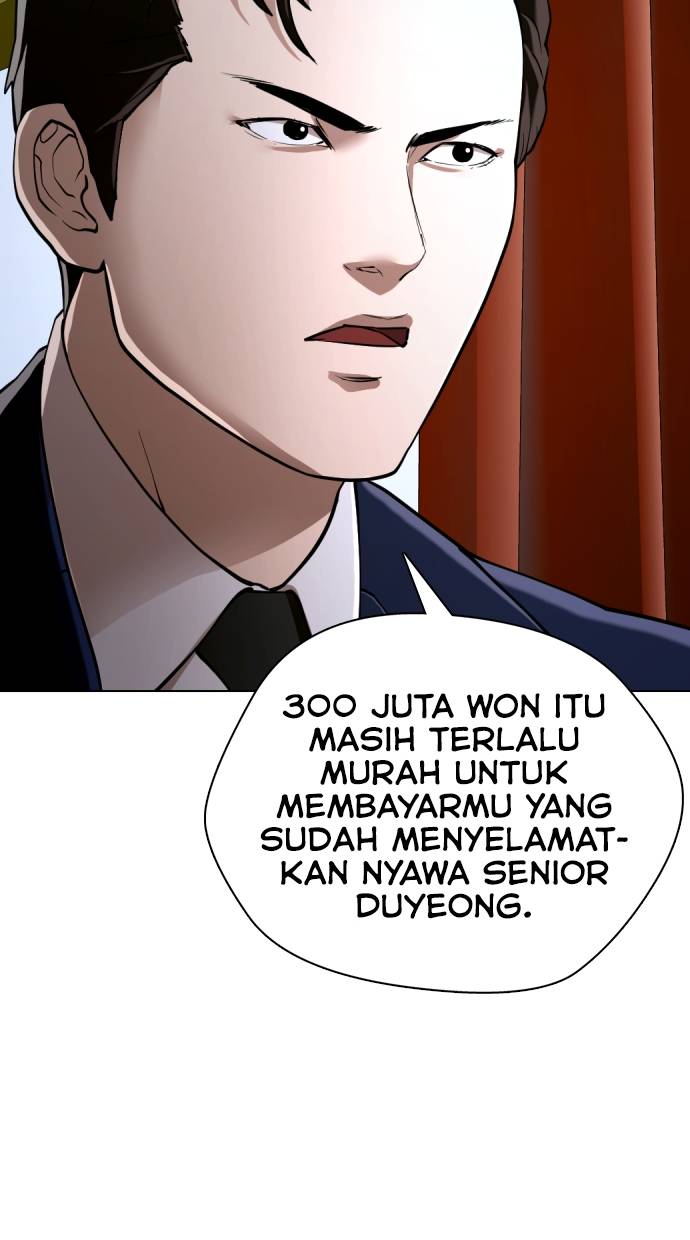 300 JUTA WON ITU
MASIH TERLALU
MURAH UNTUK
MEMBAYARMU YANG
SUDAH MENYELAMAT-
KAN NYAWA SENIOR
DUYEONG.